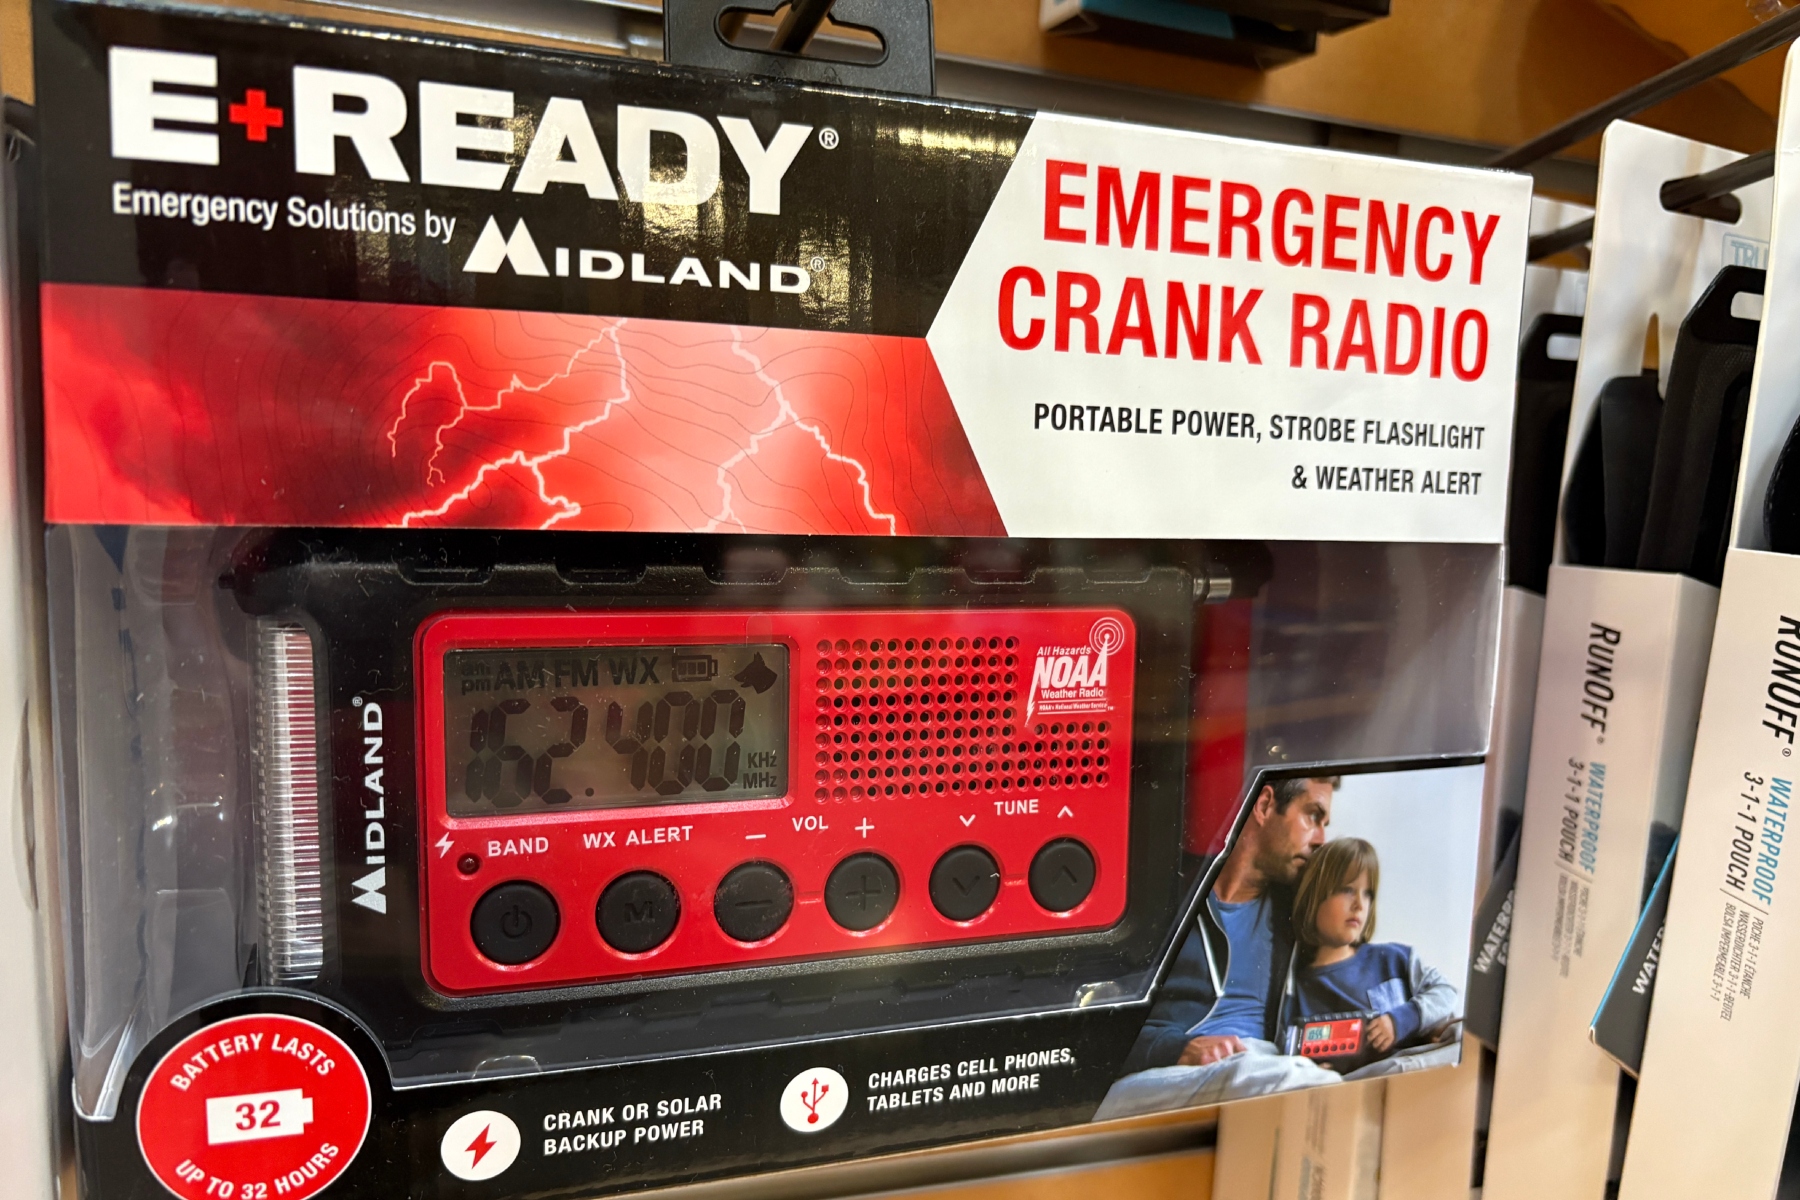 E+READY®
Emergency Solutions by
MIDLAND®
EMERGENCY
CRANK RADIO
PORTABLE POWER, STROBE FLASHLIGHT
& WEATHER ALERT
MIDLAND®
pm AM FM WX
162.400
KHz
MHz
All Hazards
NOAA
Weather Radio
BAND
WX ALERT
− VOL +
TUNE
M
BATTERY LASTS
32
UP TO 32 HOURS
CRANK OR SOLAR
BACKUP POWER
CHARGES CELL PHONES,
TABLETS AND MORE
RUNOFF®
WATERPROOF
3-1-1 POUCH
RUNOFF®
WATERPROOF
3-1-1 POUCH